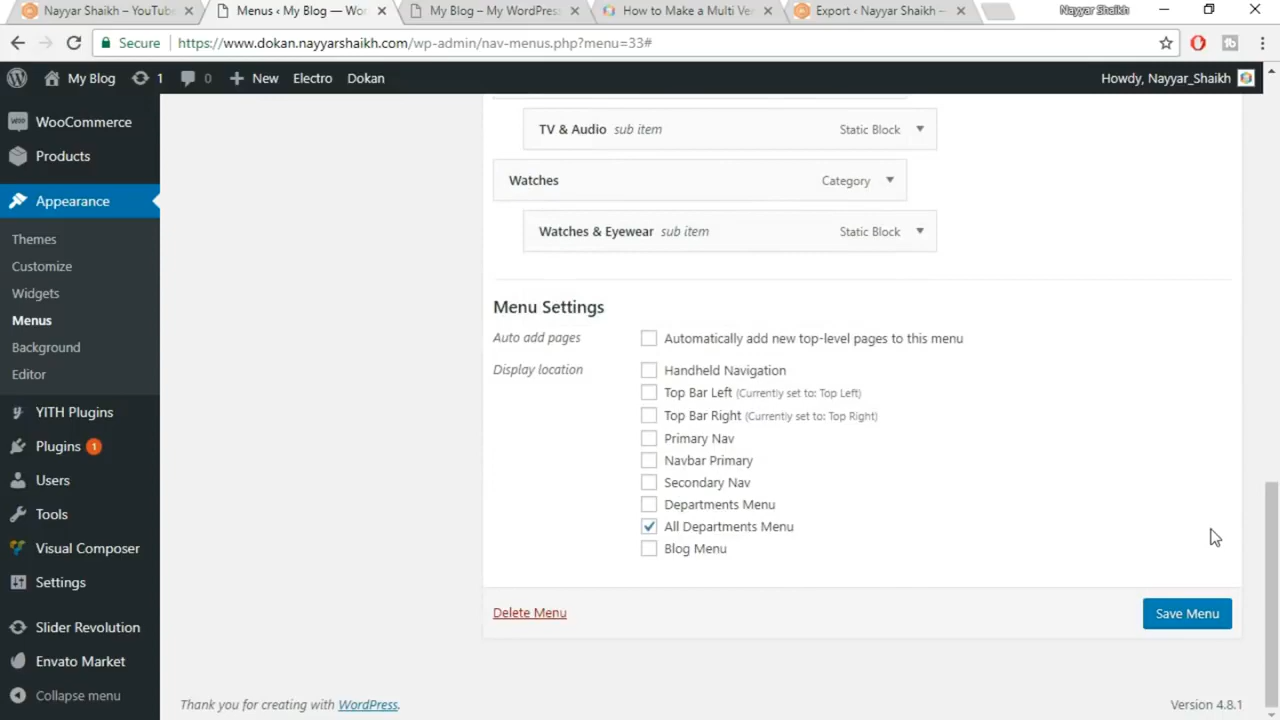 Nayyar Shaikh – YouTube
Menus ‹ My Blog — Wor
My Blog – My WordPress
How to Make a Multi Ve
Export ‹ Nayyar Shaikh —
Nayyar Shaikh
Secure https://www.dokan.nayyarshaikh.com/wp-admin/nav-menus.php?menu=33#
My Blog 1 0 New Electro Dokan Howdy, Nayyar_Shaikh
WooCommerce
Products
Appearance
Themes
Customize
Widgets
Menus
Background
Editor
YITH Plugins
Plugins 1
Users
Tools
Visual Composer
Settings
Slider Revolution
Envato Market
Collapse menu
TV & Audio sub item Static Block
Watches Category
Watches & Eyewear sub item Static Block
Menu Settings
Auto add pages Automatically add new top-level pages to this menu
Display location Handheld Navigation
Top Bar Left (Currently set to: Top Left)
Top Bar Right (Currently set to: Top Right)
Primary Nav
Navbar Primary
Secondary Nav
Departments Menu
All Departments Menu
Blog Menu
Delete Menu Save Menu
Thank you for creating with WordPress. Version 4.8.1